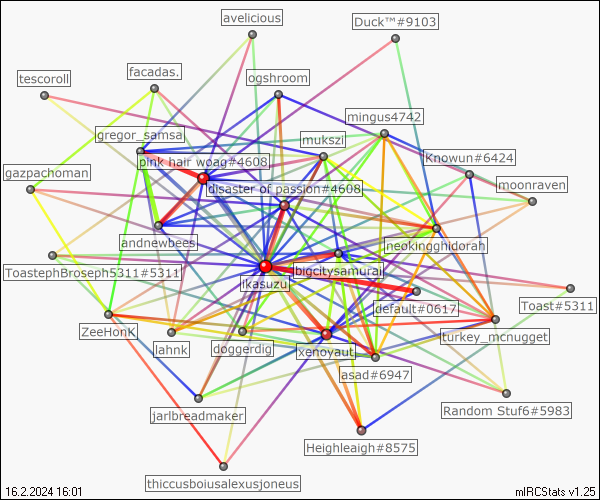 avelicious
Duck™#9103
tescoroll
facadas.
ogshroom
mingus4742
gregor_samsa
mukszi
pink hair woag#4608
Knowun#6424
gazpachoman
disaster of passion#4608
moonraven
andnewbees
neokingghidorah
ToastephBroseph5311#5311
bigcitysamurai
ikasuzu
default#0617
Toast#5311
ZeeHonK
lahnk
doggerdig
xenoyaut
turkey_mcnugget
asad#6947
jarlbreadmaker
Random Stuf6#5983
Heighleaigh#8575
thiccusboiusalexusjoneus
16.2.2024 16:01
mIRCStats v1.25